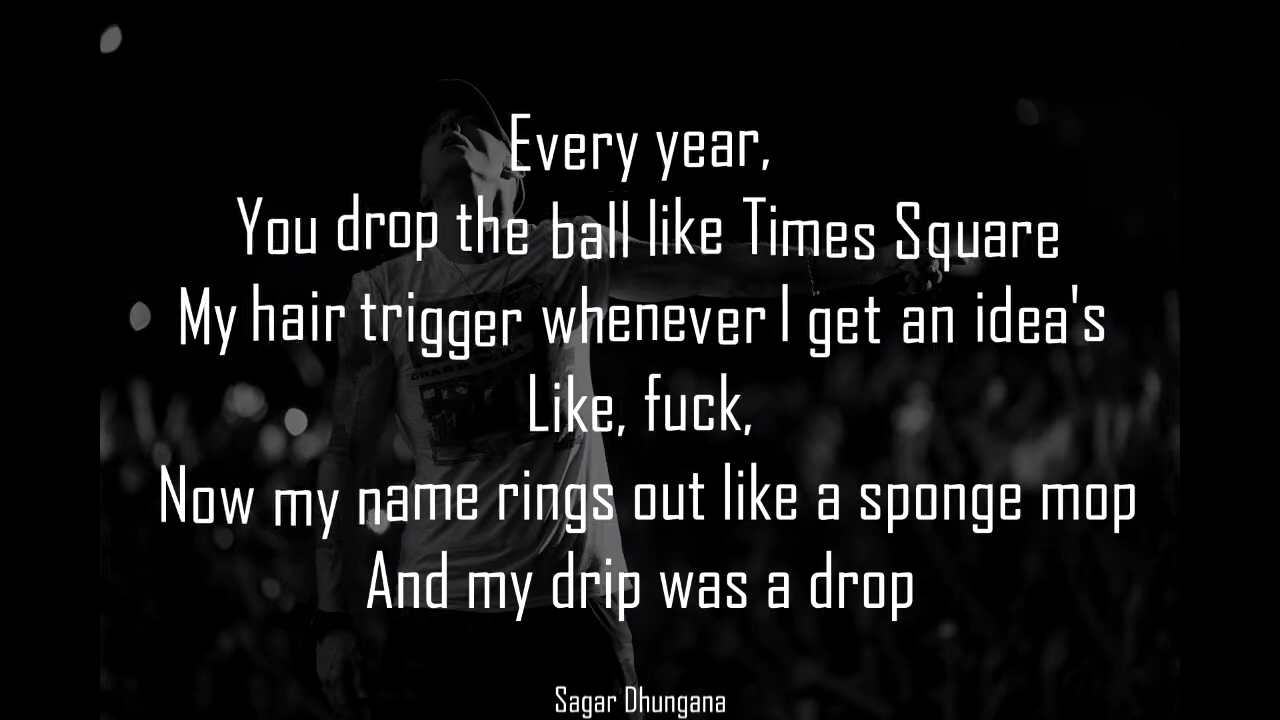 Every year,
You drop the ball like Times Square
My hair trigger whenever I get an idea's
Like, fuck,
Now my name rings out like a sponge mop
And my drip was a drop
Sagar Dhungana